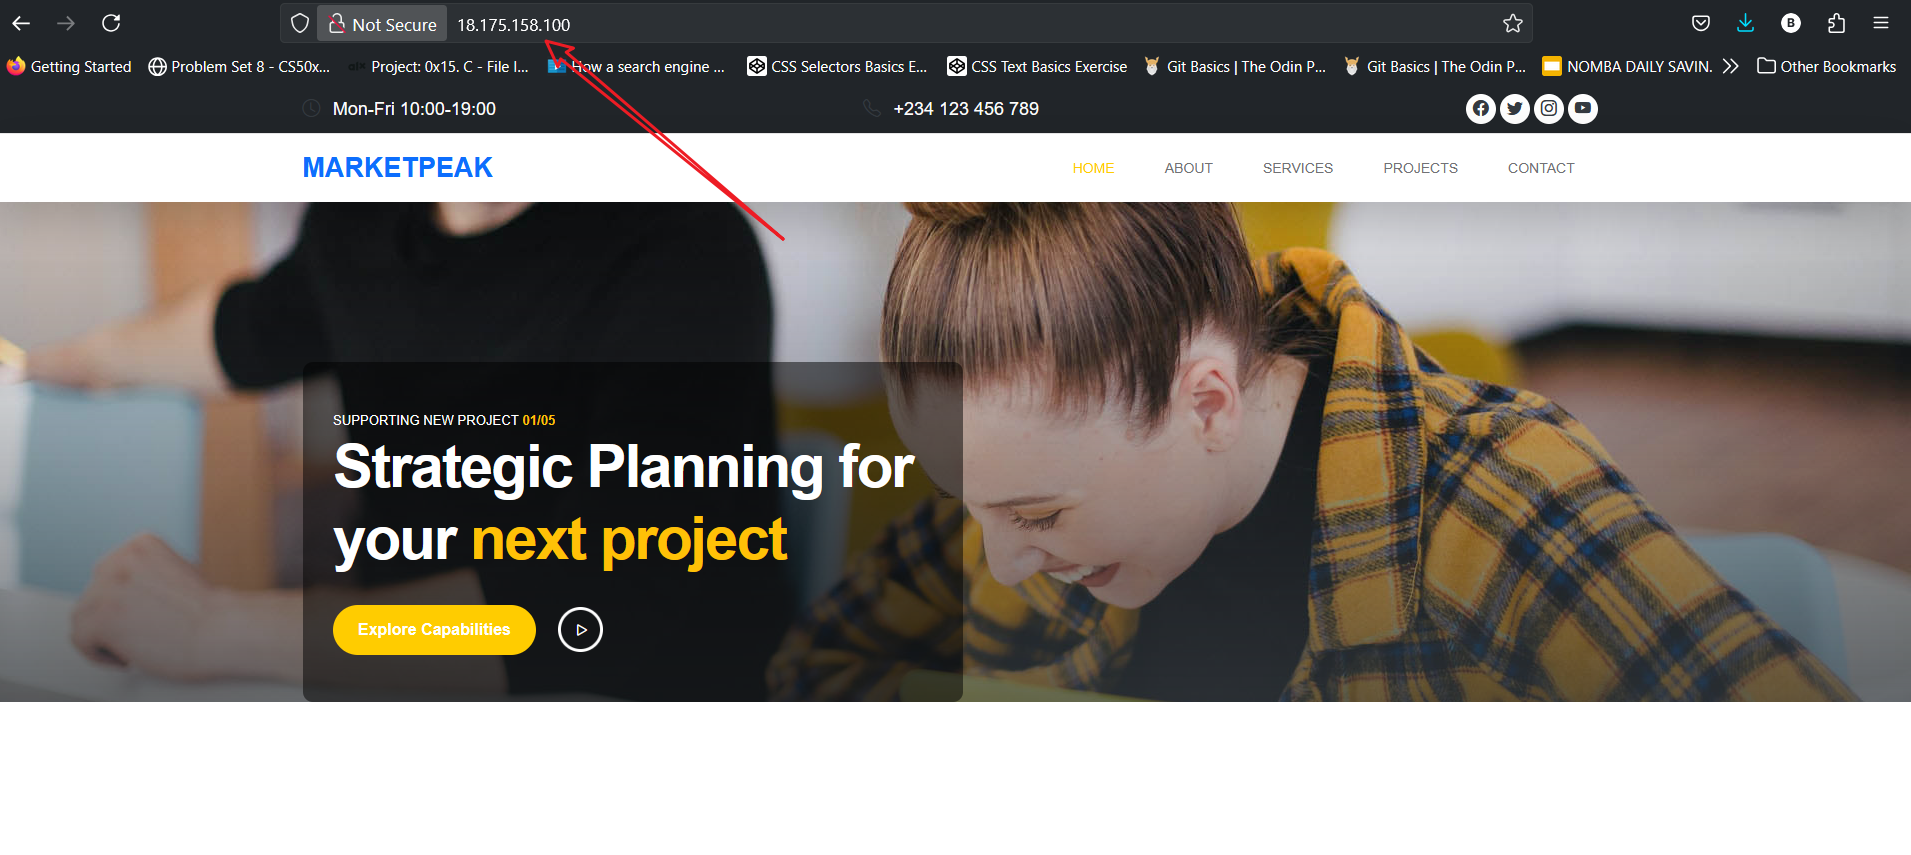 Not Secure 18.175.158.100
B
Getting Started Problem Set 8 - CS50x... Project: 0x15. C - File I... How a search engine ... CSS Selectors Basics E... CSS Text Basics Exercise Git Basics | The Odin P... Git Basics | The Odin P... NOMBA DAILY SAVIN. Other Bookmarks
Mon-Fri 10:00-19:00 +234 123 456 789
MARKETPEAK HOME ABOUT SERVICES PROJECTS CONTACT
SUPPORTING NEW PROJECT 01/05
Strategic Planning for
your next project
Explore Capabilities